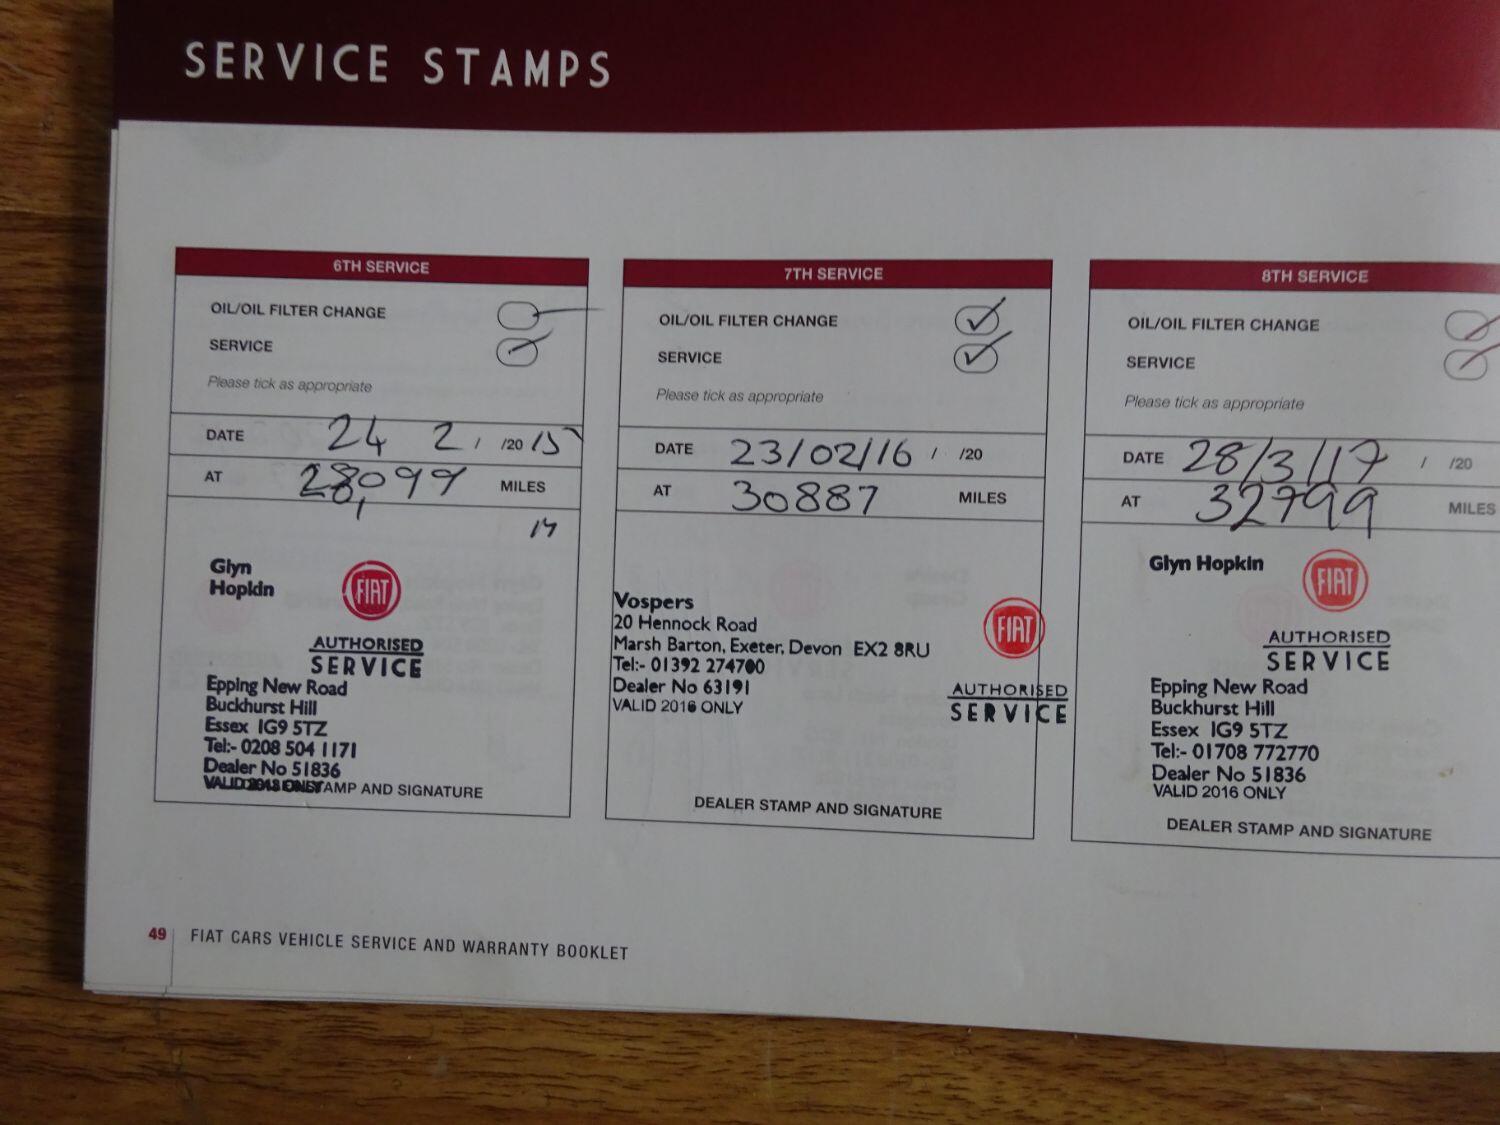 SERVICE STAMPS
6TH SERVICE
OIL/OIL FILTER CHANGE
SERVICE
Please tick as appropriate
DATE 24 2 / /20 15
AT 28,099 MILES
Glyn
Hopkin
FIAT
AUTHORISED
SERVICE
Epping New Road
Buckhurst Hill
Essex IG9 5TZ
Tel:- 0208 504 1171
Dealer No 51836
STAMP AND SIGNATURE
7TH SERVICE
OIL/OIL FILTER CHANGE
SERVICE
Please tick as appropriate
DATE 23/02/16 / /20
AT 30887 MILES
Vospers
20 Hennock Road
Marsh Barton, Exeter, Devon EX2 8RU
Tel:- 01392 274700
Dealer No 63191
VALID 2016 ONLY
FIAT
AUTHORISED
SERVICE
DEALER STAMP AND SIGNATURE
8TH SERVICE
OIL/OIL FILTER CHANGE
SERVICE
Please tick as appropriate
DATE 28/3/17 / /20
AT 32799 MILES
Glyn Hopkin
FIAT
AUTHORISED
SERVICE
Epping New Road
Buckhurst Hill
Essex IG9 5TZ
Tel:- 01708 772770
Dealer No 51836
VALID 2016 ONLY
DEALER STAMP AND SIGNATURE
49 FIAT CARS VEHICLE SERVICE AND WARRANTY BOOKLET